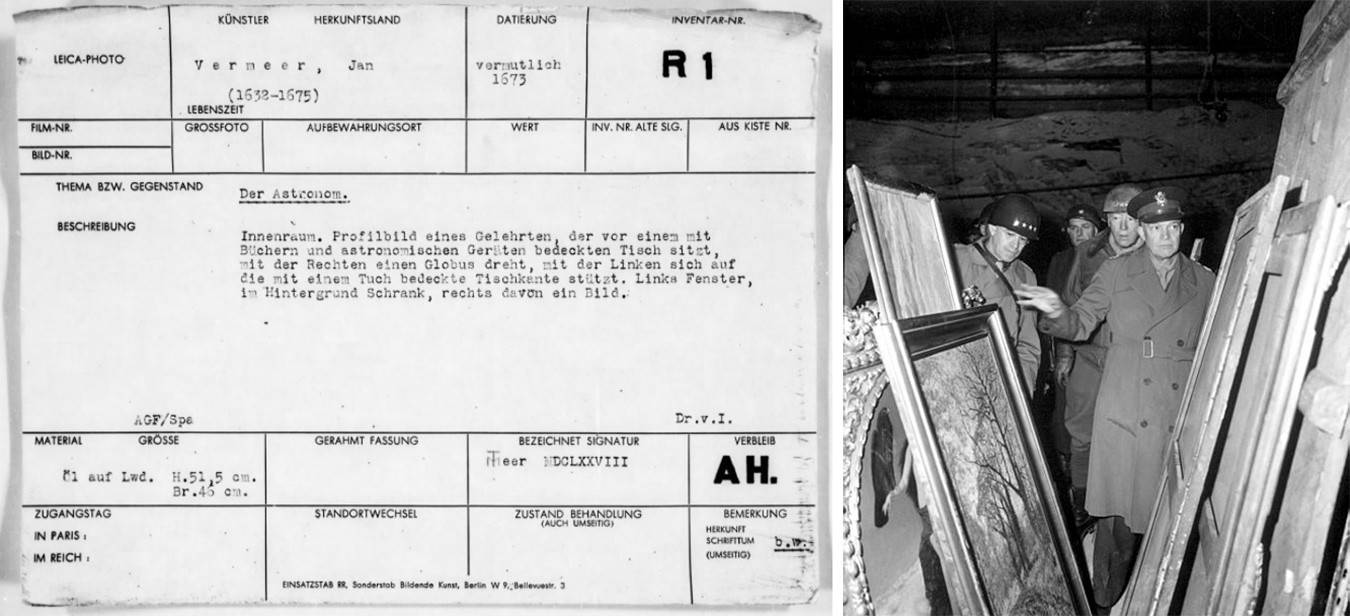 KÜNSTLER HERKUNFTSLAND DATIERUNG INVENTAR-NR.
LEICA-PHOTO
Vermeer, Jan vermutlich
1673
R 1
(1632-1675)
LEBENSZEIT
FILM-NR. GROSSFOTO AUFBEWAHRUNGSORT WERT INV. NR. ALTE SLG. AUS KISTE NR.
BILD-NR.
THEMA BZW. GEGENSTAND Der Astronom.
BESCHREIBUNG
Innenraum. Profilbild eines Gelehrten, der vor einem mit
Büchern und astronomischen Geräten bedeckten Tisch sitzt,
mit der Rechten einen Globus dreht, mit der Linken sich auf
die mit einem Tuch bedeckte Tischkante stützt. Links Fenster,
im Hintergrund Schrank, rechts davon ein Bild.
AGF/Spa Dr.v.I.
MATERIAL GRÖSSE GERAHMT FASSUNG BEZEICHNET SIGNATUR VERBLEIB
Öl auf Lwd. H.51,5 cm.
Br.45 cm.
Meer MDCLXXVIII
AH.
ZUGANGSTAG STANDORTWECHSEL ZUSTAND BEHANDLUNG BEMERKUNG
(AUCH UMSEITIG)
IN PARIS:
IM REICH:
HERKUNFT
SCHRIFTTUM b.w.
(UMSEITIG)
EINSATZSTAB RR, Sonderstab Bildende Kunst, Berlin W 9, Bellevuestr. 3